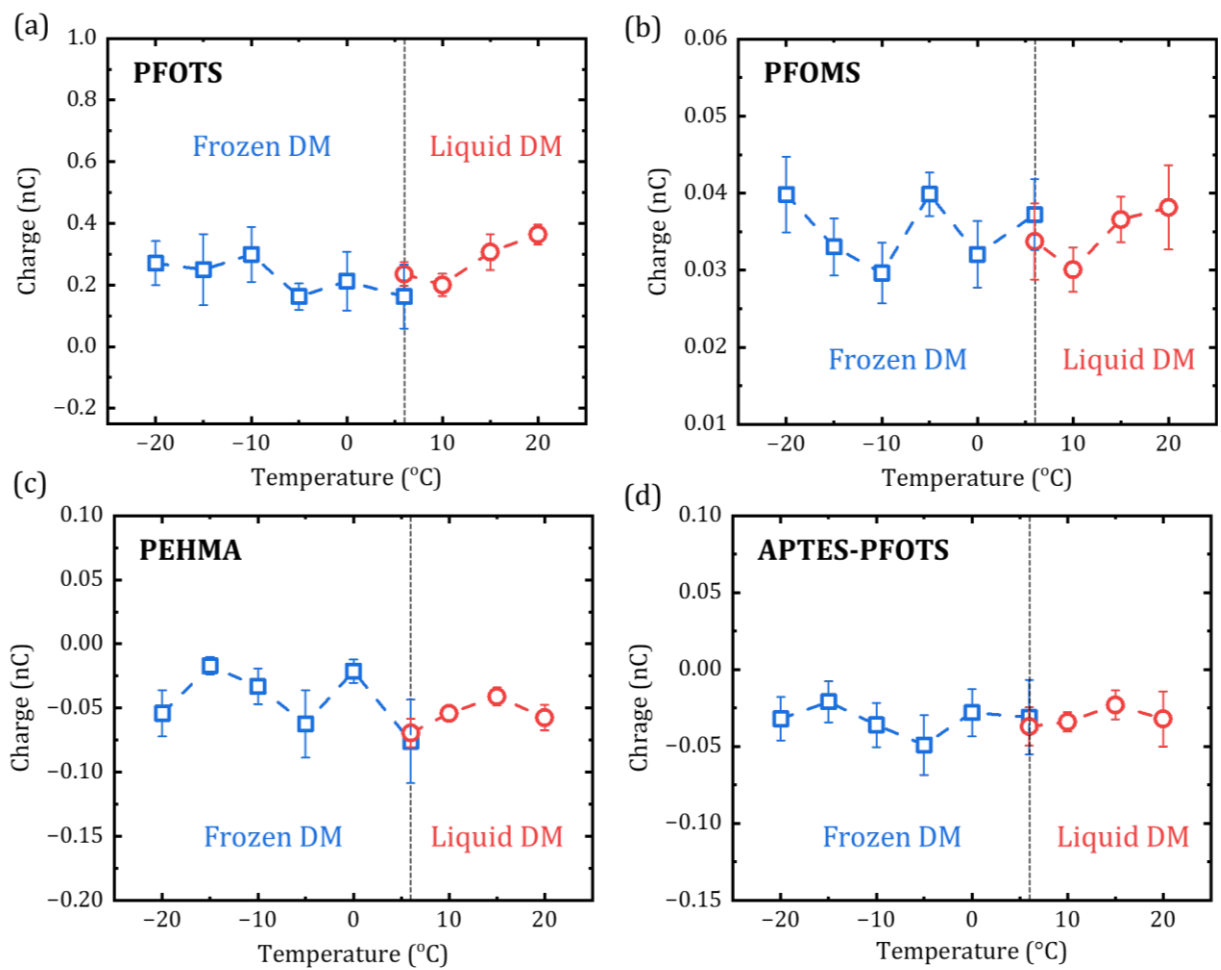 (a)
1.0
0.8
0.6
0.4
0.2
0.0
−0.2
Charge (nC)
PFOTS
Frozen DM
Liquid DM
−20 −10 0 10 20
Temperature (°C)
(b)
0.06
0.05
0.04
0.03
0.02
0.01
Charge (nC)
PFOMS
Frozen DM
Liquid DM
−20 −10 0 10 20
Temperature (°C)
(c)
0.10
0.05
0.00
−0.05
−0.10
−0.15
−0.20
Charge (nC)
PEHMA
Frozen DM
Liquid DM
−20 −10 0 10 20
Temperature (°C)
(d)
0.10
0.05
−0.00
−0.05
−0.10
−0.15
Chrage (nC)
APTES-PFOTS
Frozen DM
Liquid DM
−20 −10 0 10 20
Temperature (°C)